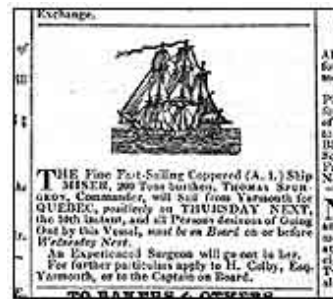 Exchange.
THE Fine Fast-Sailing Coppered (A. 1.) Ship
MINER, 200 Tons burthen, THOMAS SPUR-
GEON, Commander, will Sail from Yarmouth for
QUEBEC, positively on THURSDAY NEXT,
the instant, and all Persons desirous of Going
Out by this Vessel, must be on Board on or before
Wednesday Next.
An Experienced Surgeon will go out in her.
For further particulars apply to H. Colby, Esq.
Yarmouth, or to the Captain on Board.
TO BAKERS & OTHERS